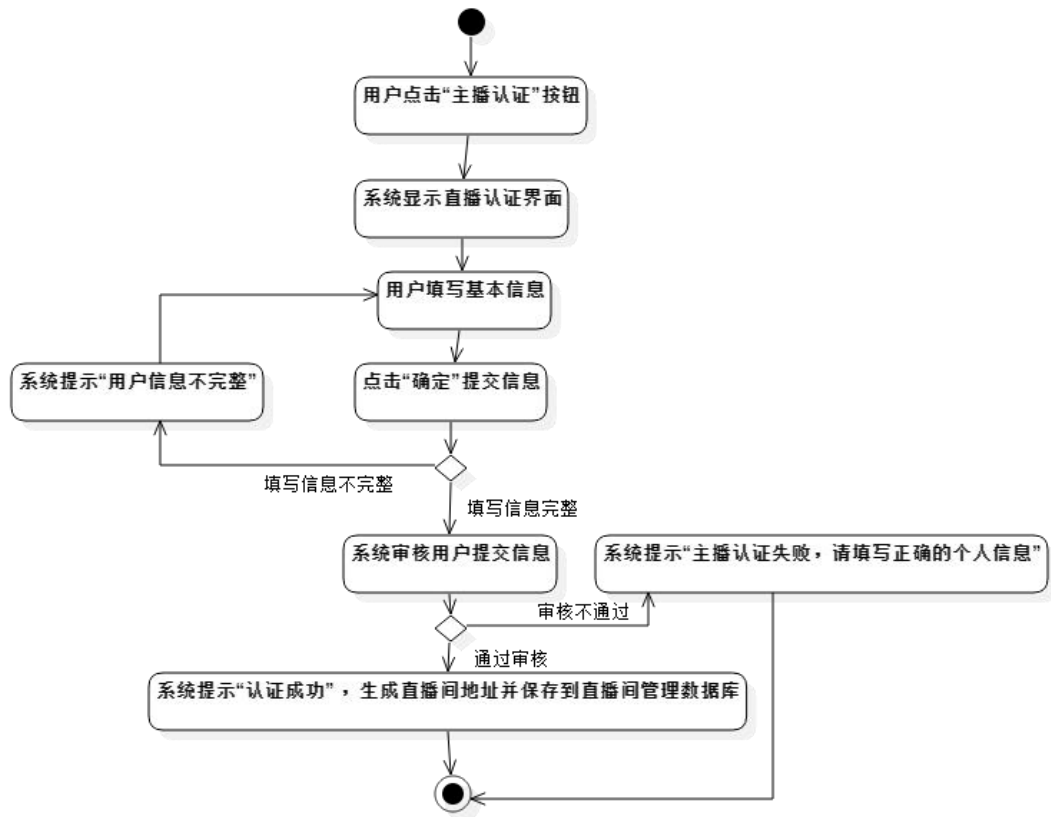 用户点击“主播认证”按钮
系统显示直播认证界面
用户填写基本信息
系统提示“用户信息不完整”
点击“确定”提交信息
填写信息不完整
填写信息完整
系统审核用户提交信息
系统提示“主播认证失败，请填写正确的个人信息”
审核不通过
通过审核
系统提示“认证成功”，生成直播间地址并保存到直播间管理数据库